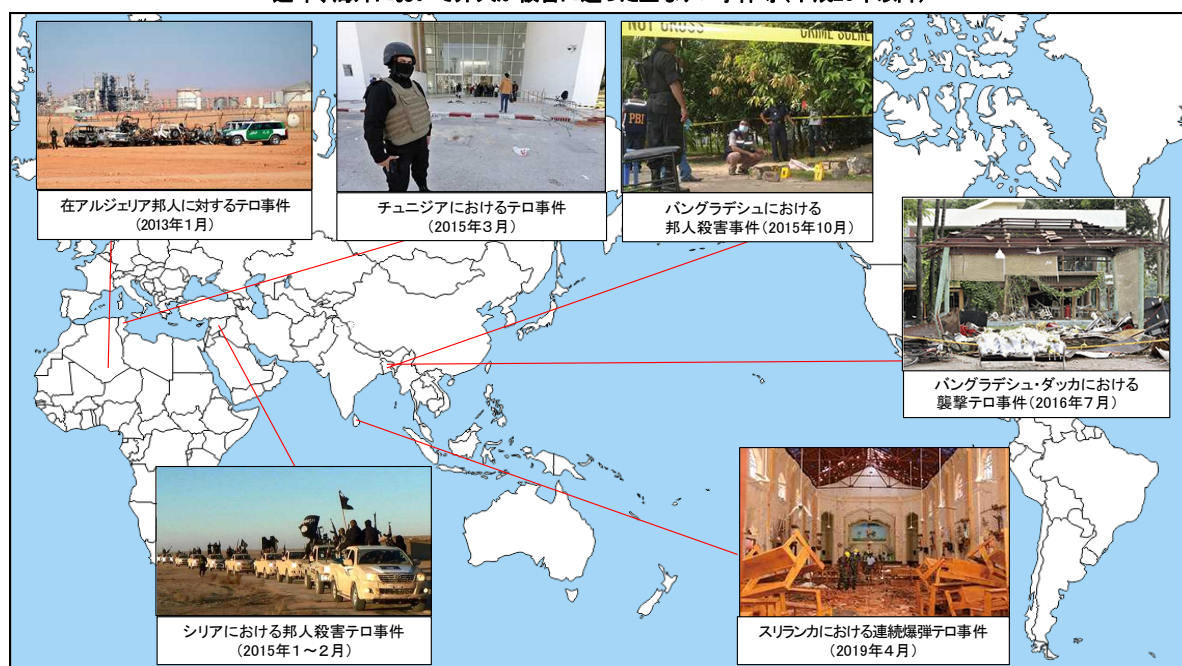 NOT CROSS
CRIME SCENE
PBI
在アルジェリア邦人に対するテロ事件
(2013年1月)
チュニジアにおけるテロ事件
(2015年3月)
バングラデシュにおける
邦人殺害事件(2015年10月)
バングラデシュ・ダッカにおける
襲撃テロ事件(2016年7月)
シリアにおける邦人殺害テロ事件
(2015年1~2月)
スリランカにおける連続爆弾テロ事件
(2019年4月)